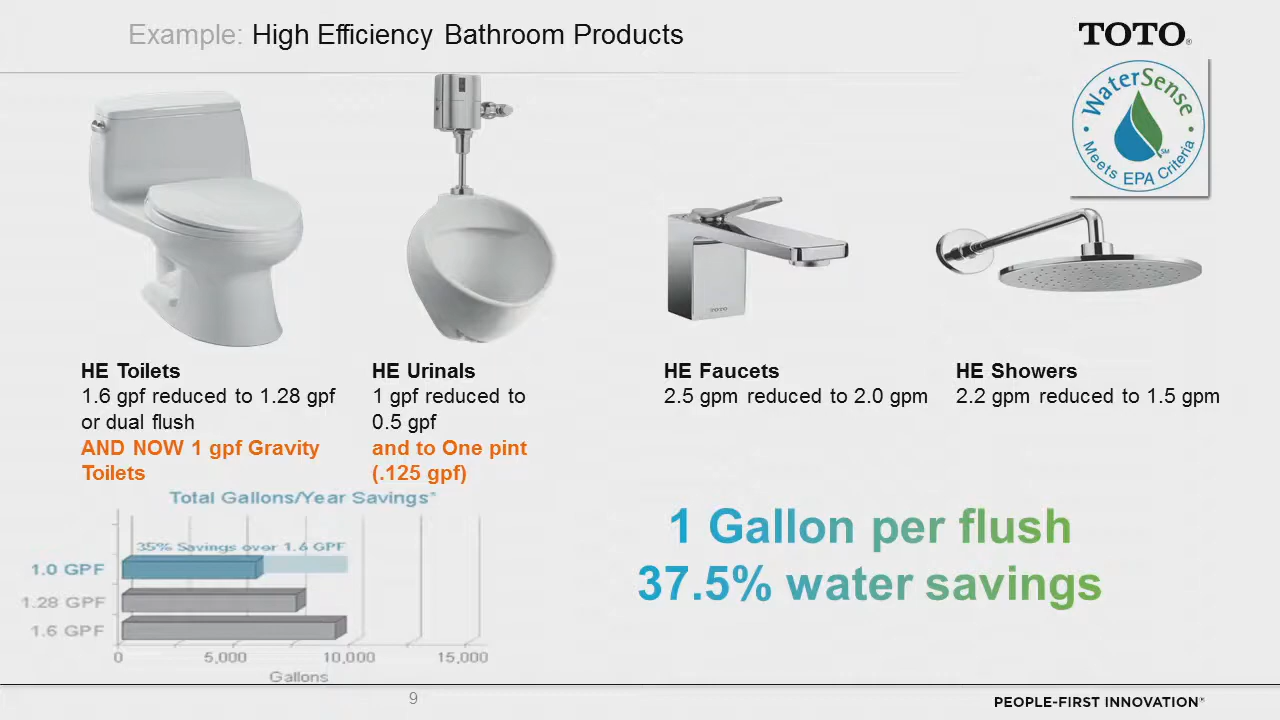 Example: High Efficiency Bathroom Products
TOTO®
WaterSense
Meets EPA Criteria
SM
TOTO
HE Toilets
1.6 gpf reduced to 1.28 gpf
or dual flush
AND NOW 1 gpf Gravity
Toilets
HE Urinals
1 gpf reduced to
0.5 gpf
and to One pint
(.125 gpf)
HE Faucets
2.5 gpm reduced to 2.0 gpm
HE Showers
2.2 gpm reduced to 1.5 gpm
Total Gallons/Year Savings*
35% Savings over 1.6 GPF
1.0 GPF
1.28 GPF
1.6 GPF
0 5,000 10,000 15,000
Gallons
1 Gallon per flush
37.5% water savings
9
PEOPLE-FIRST INNOVATION™